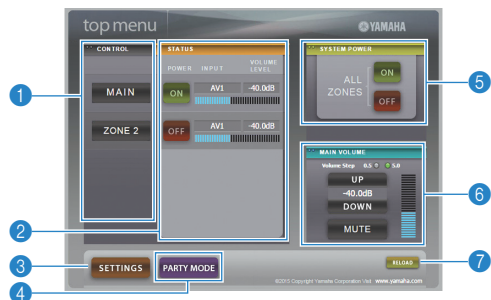 top menu
YAMAHA
CONTROL
STATUS
SYSTEM POWER
POWER INPUT VOLUME LEVEL
MAIN
ON
AV1 -40.0dB
ZONE 2
OFF
AV1 -40.0dB
ALL ZONES
ON
OFF
MAIN VOLUME
Volume Step 0.5 5.0
UP
-40.0dB
DOWN
MUTE
SETTINGS
PARTY MODE
RELOAD
©2015 Copyright Yamaha Corporation Visit www.yamaha.com
1
2
3
4
5
6
7